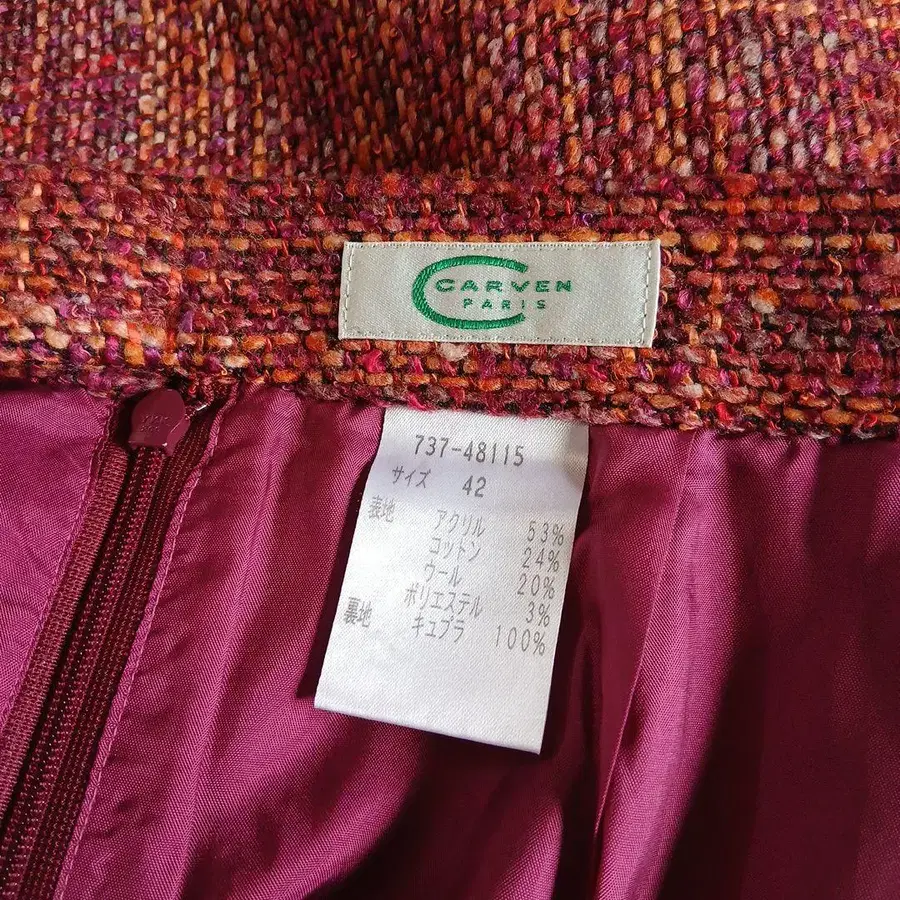 CARVEN
PARIS
737-48115
サイズ 42
表地 アクリル 53%
コットン 24%
ウール 20%
ポリエステル 3%
裏地 キュプラ 100%